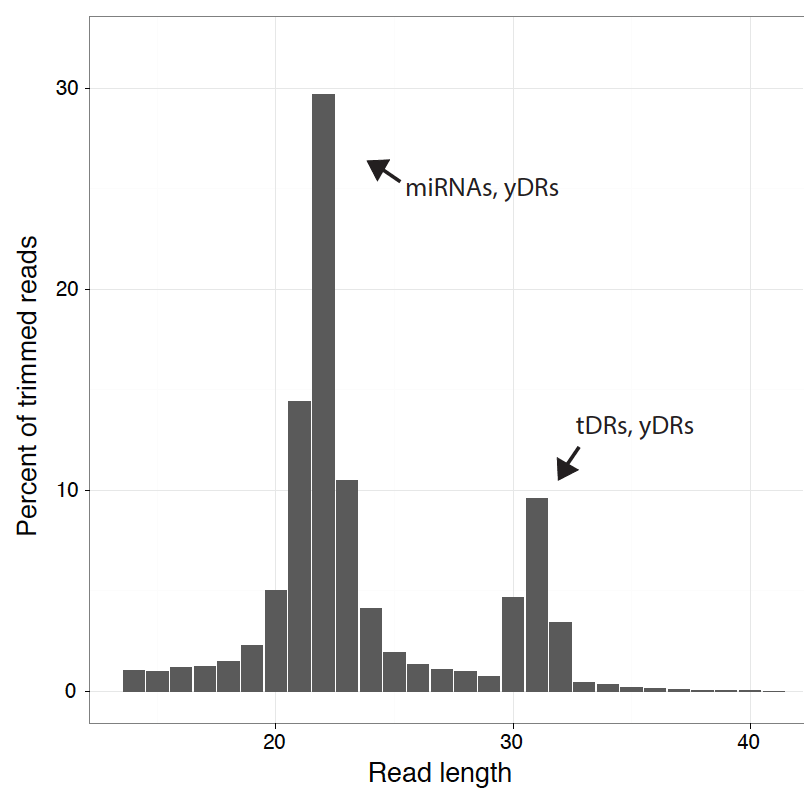 30
miRNAs, yDRs
20
Percent of trimmed reads
tDRs, yDRs
10
0
20 30 40
Read length